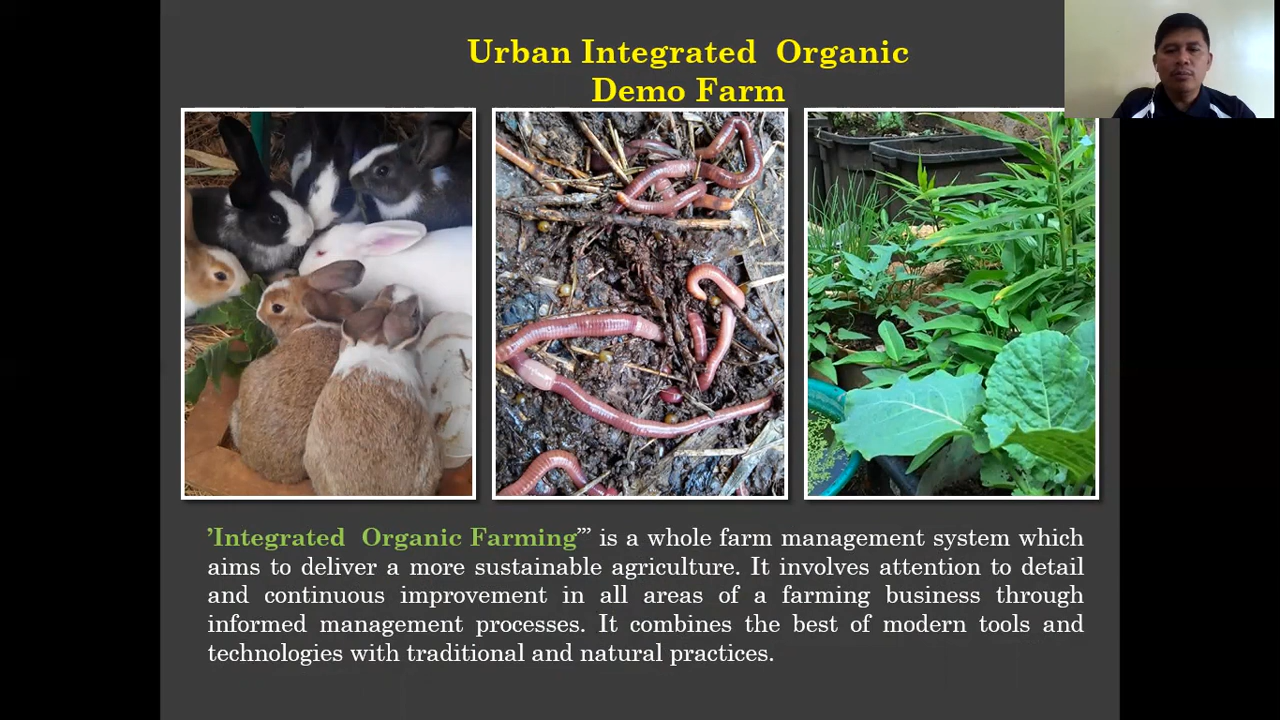 Urban Integrated Organic
Demo Farm
’Integrated Organic Farming’” is a whole farm management system which
aims to deliver a more sustainable agriculture. It involves attention to detail
and continuous improvement in all areas of a farming business through
informed management processes. It combines the best of modern tools and
technologies with traditional and natural practices.